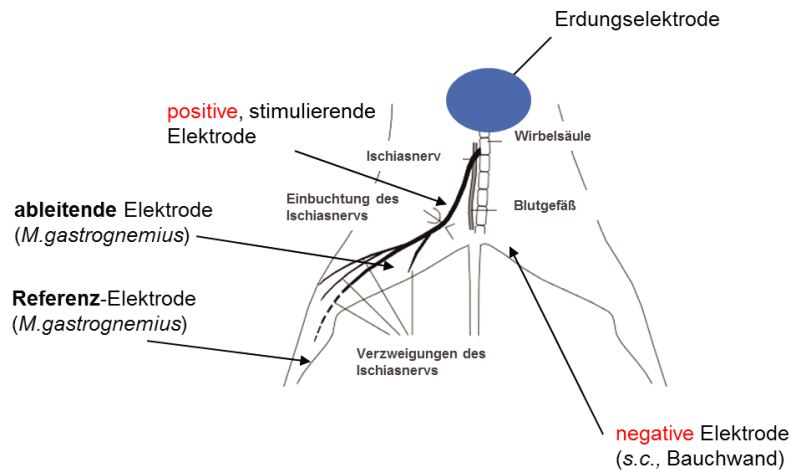 Erdungselektrode
positive, stimulierende
Elektrode
Wirbelsäule
Ischiasnerv
Einbuchtung des
Ischiasnervs
Blutgefäß
ableitende Elektrode
(M.gastrognemius)
Referenz-Elektrode
(M.gastrognemius)
Verzweigungen des
Ischiasnervs
negative Elektrode
(s.c., Bauchwand)